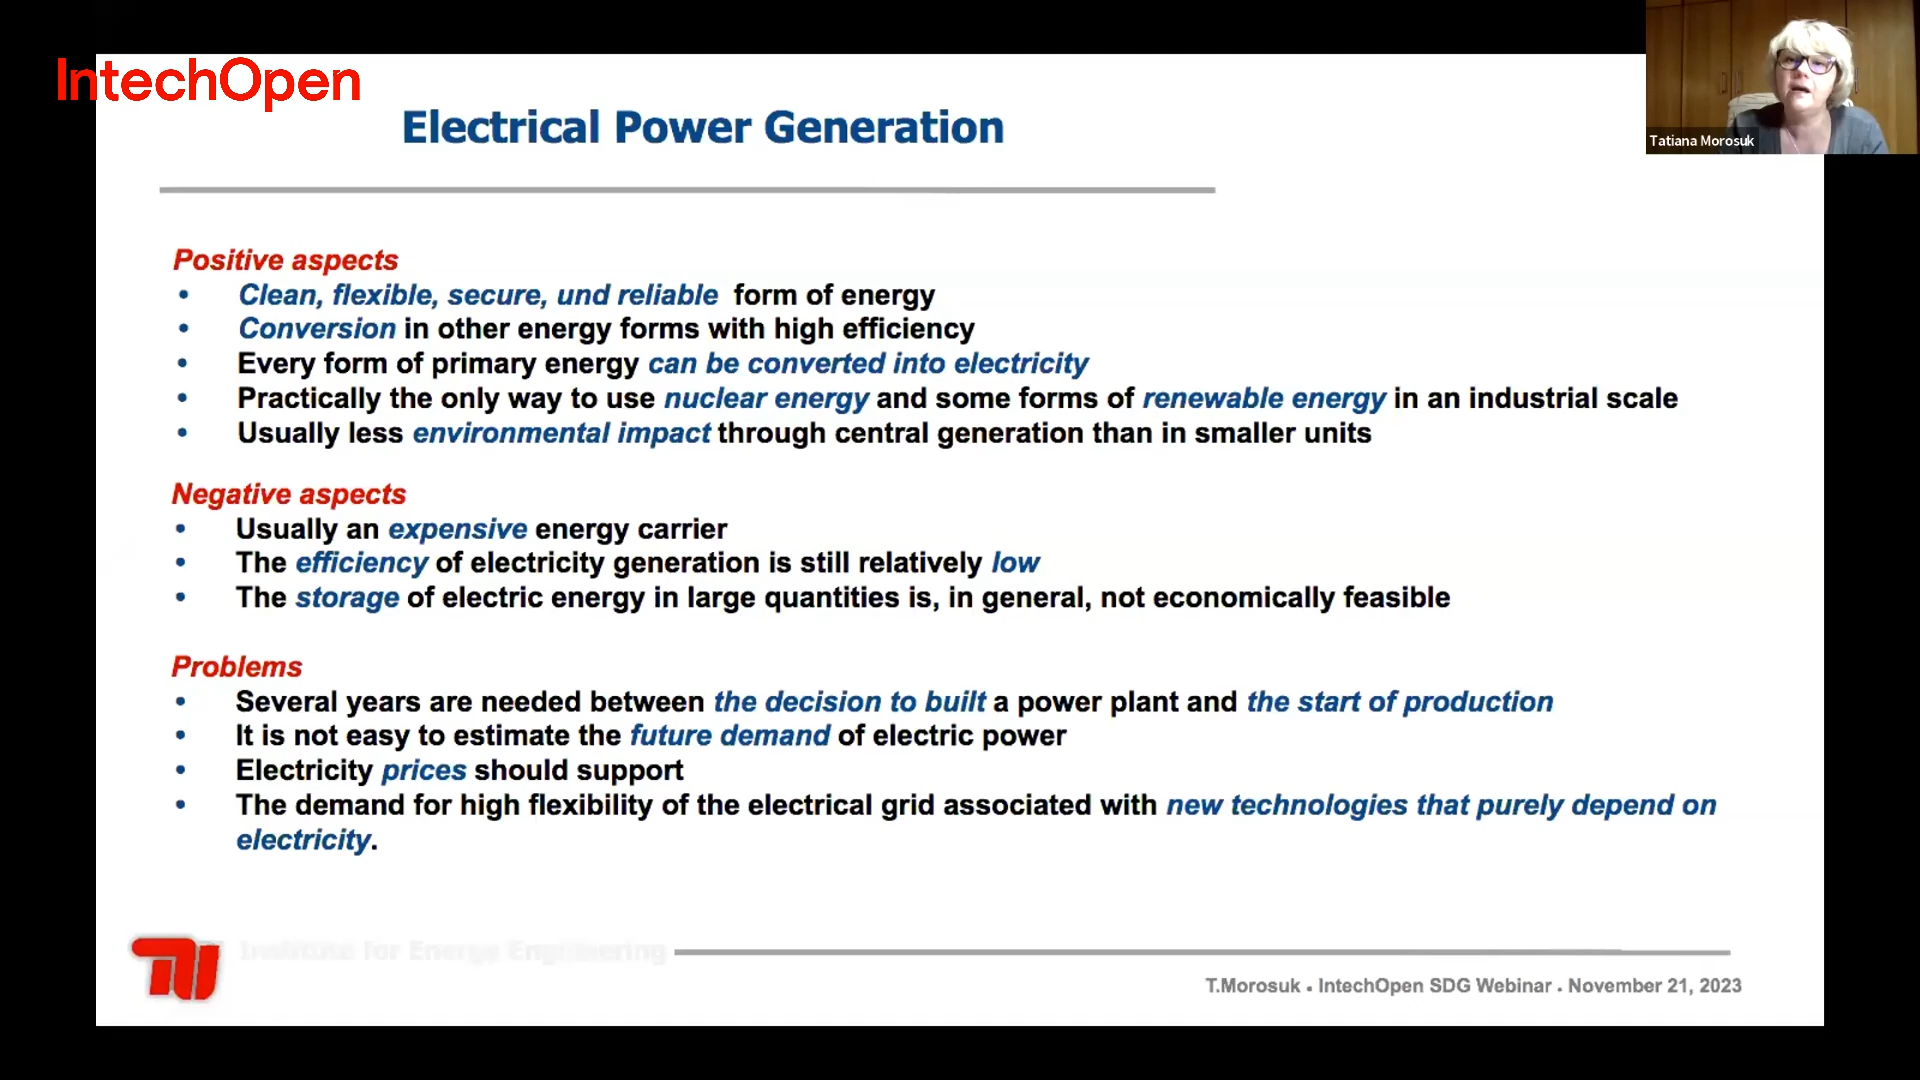 IntechOpen
Electrical Power Generation
Tatiana Morosuk
Positive aspects
• Clean, flexible, secure, und reliable form of energy
• Conversion in other energy forms with high efficiency
• Every form of primary energy can be converted into electricity
• Practically the only way to use nuclear energy and some forms of renewable energy in an industrial scale
• Usually less environmental impact through central generation than in smaller units
Negative aspects
• Usually an expensive energy carrier
• The efficiency of electricity generation is still relatively low
• The storage of electric energy in large quantities is, in general, not economically feasible
Problems
• Several years are needed between the decision to built a power plant and the start of production
• It is not easy to estimate the future demand of electric power
• Electricity prices should support
• The demand for high flexibility of the electrical grid associated with new technologies that purely depend on
electricity.
Institute for Energy Engineering
T.Morosuk • IntechOpen SDG Webinar • November 21, 2023